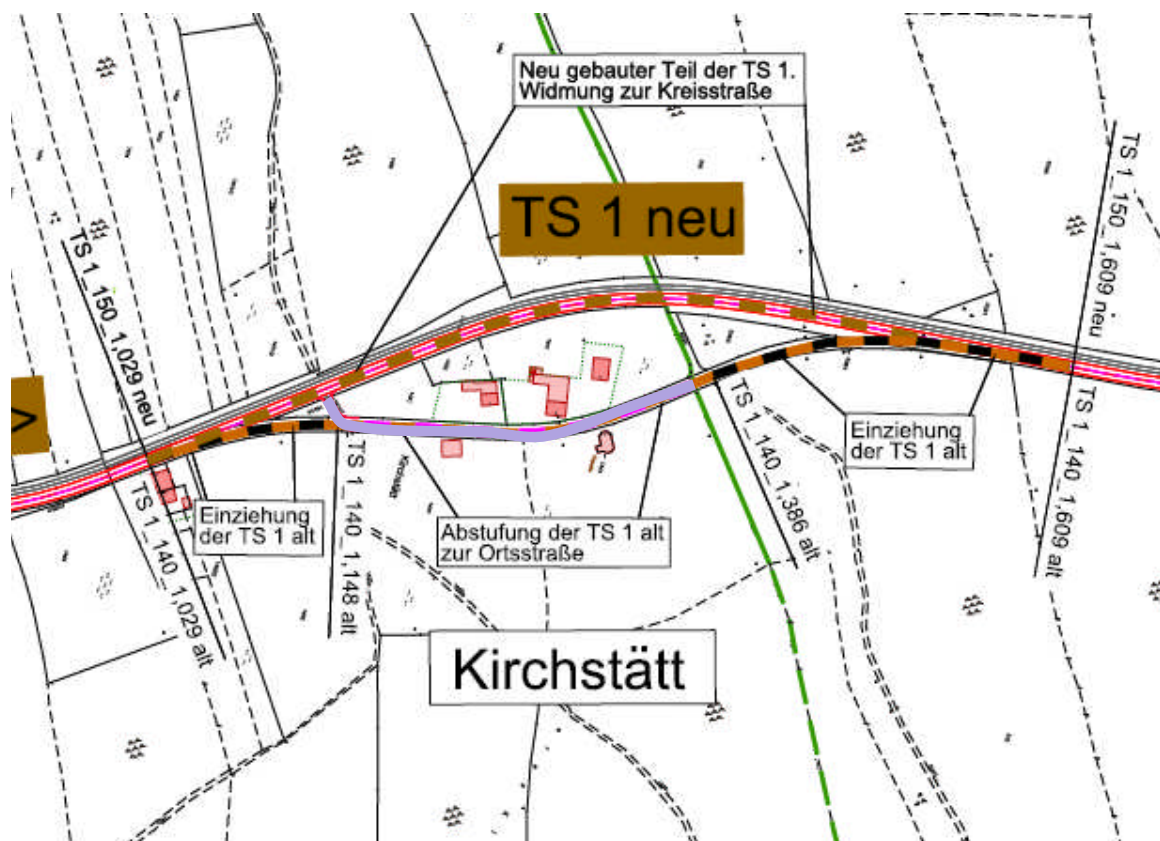 Neu gebauter Teil der TS 1.
Widmung zur Kreisstraße
TS 1 neu
TS 1_150_1,029 neu
TS 1_150_1,609 neu
>
Einziehung
der TS 1 alt
TS 1_140_1,029 alt
TS 1_140_1,148 alt
Kirchstätt
Abstufung der TS 1 alt
zur Ortsstraße
TS 1_140_1,386 alt
Einziehung
der TS 1 alt
TS 1_140_1,609 alt
Kirchstätt